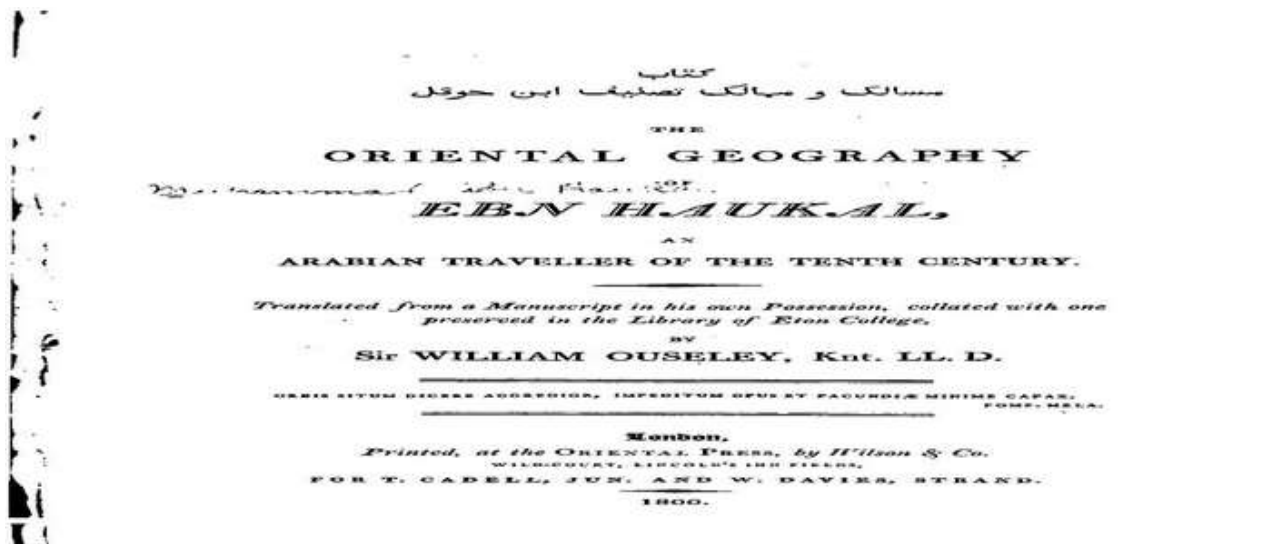 كتاب
مسالك و ممالك تصنيف ابن حوقل
THE
ORIENTAL GEOGRAPHY
OF
EBN HAUKAL,
AN
ARABIAN TRAVELLER OF THE TENTH CENTURY.
Translated from a Manuscript in his own Possession, collated with one
preserved in the Library of Eton College,
BY
Sir WILLIAM OUSELEY, Knt. LL. D.
ORBIS SITUM DICERE AGGREDIOR, IMPEDITUM OPUS ET FACUNDIÆ MINIME CAPAX,
POMP. MELA.
London,
Printed, at the ORIENTAL PRESS, by Wilson & Co.
WILD-COURT, LINCOLN'S INN FIELDS,
FOR T. CADELL, JUN. AND W. DAVIES, STRAND.
1800.